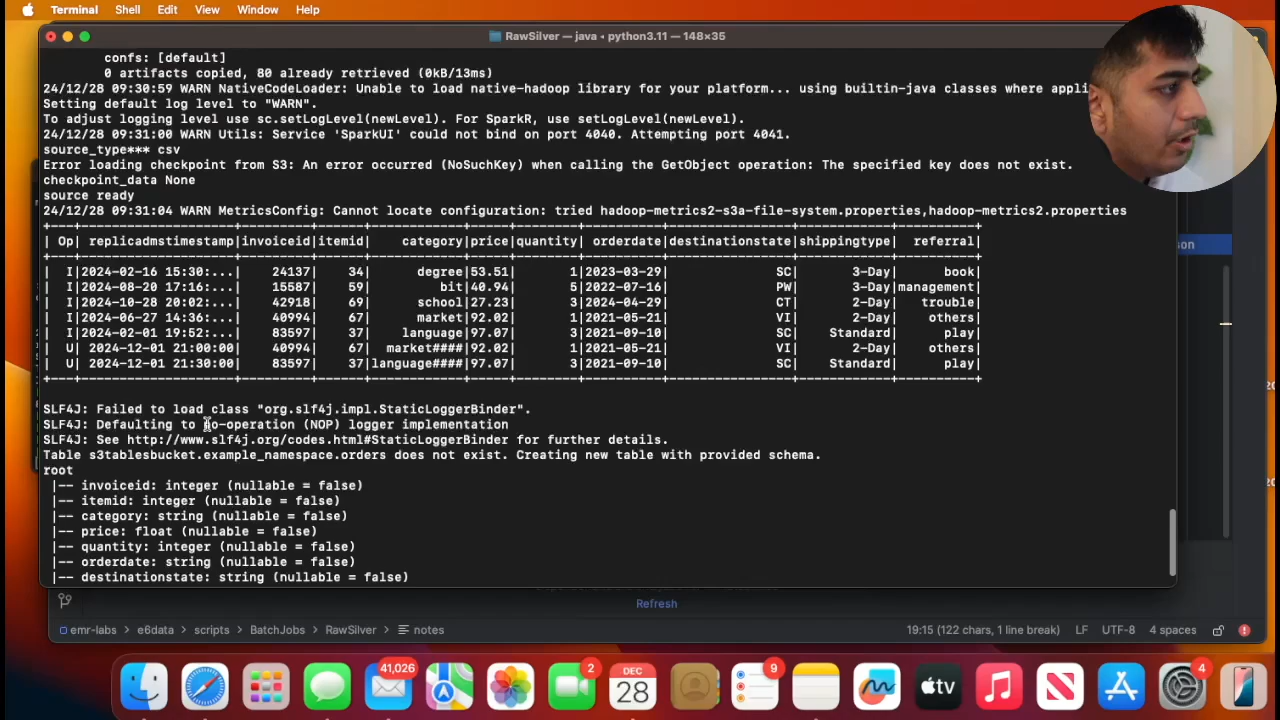 Terminal Shell Edit View Window Help
RawSilver — java • python3.11 — 148×35
confs: [default]
0 artifacts copied, 80 already retrieved (0kB/13ms)
24/12/28 09:30:59 WARN NativeCodeLoader: Unable to load native-hadoop library for your platform... using builtin-java classes where appli
Setting default log level to "WARN".
To adjust logging level use sc.setLogLevel(newLevel). For SparkR, use setLogLevel(newLevel).
24/12/28 09:31:00 WARN Utils: Service 'SparkUI' could not bind on port 4040. Attempting port 4041.
source_type*** csv
Error loading checkpoint from S3: An error occurred (NoSuchKey) when calling the GetObject operation: The specified key does not exist.
checkpoint_data None
source ready
24/12/28 09:31:04 WARN MetricsConfig: Cannot locate configuration: tried hadoop-metrics2-s3a-file-system.properties,hadoop-metrics2.properties
+---+--------------------+---------+------+------------+-----+--------+----------+----------------+------------+----------+
| Op| replicadmstimestamp|invoiceid|itemid| category|price|quantity| orderdate|destinationstate|shippingtype| referral|
+---+--------------------+---------+------+------------+-----+--------+----------+----------------+------------+----------+
| I|2024-02-16 15:30:...| 24137| 34| degree|53.51| 1|2023-03-29| SC| 3-Day| book|
| I|2024-08-20 17:16:...| 15587| 59| bit|40.94| 5|2022-07-16| PW| 3-Day|management|
| I|2024-10-28 20:02:...| 42918| 69| school|27.23| 3|2024-04-29| CT| 2-Day| trouble|
| I|2024-06-27 14:36:...| 40994| 67| market|92.02| 1|2021-05-21| VI| 2-Day| others|
| I|2024-02-01 19:52:...| 83597| 37| language|97.07| 3|2021-09-10| SC| Standard| play|
| U| 2024-12-01 21:00:00| 40994| 67| market####|92.02| 1|2021-05-21| VI| 2-Day| others|
| U| 2024-12-01 21:30:00| 83597| 37|language####|97.07| 3|2021-09-10| SC| Standard| play|
+---+--------------------+---------+------+------------+-----+--------+----------+----------------+------------+----------+
SLF4J: Failed to load class "org.slf4j.impl.StaticLoggerBinder".
SLF4J: Defaulting to no-operation (NOP) logger implementation
SLF4J: See http://www.slf4j.org/codes.html#StaticLoggerBinder for further details.
Table s3tablesbucket.example_namespace.orders does not exist. Creating new table with provided schema.
root
|-- invoiceid: integer (nullable = false)
|-- itemid: integer (nullable = false)
|-- category: string (nullable = false)
|-- price: float (nullable = false)
|-- quantity: integer (nullable = false)
|-- orderdate: string (nullable = false)
|-- destinationstate: string (nullable = false)
son
Refresh
emr-labs > e6data > scripts > BatchJobs > RawSilver > notes
19:15 (122 chars, 1 line break) LF UTF-8 4 spaces
41,026
2
DEC
28
9
tv
4